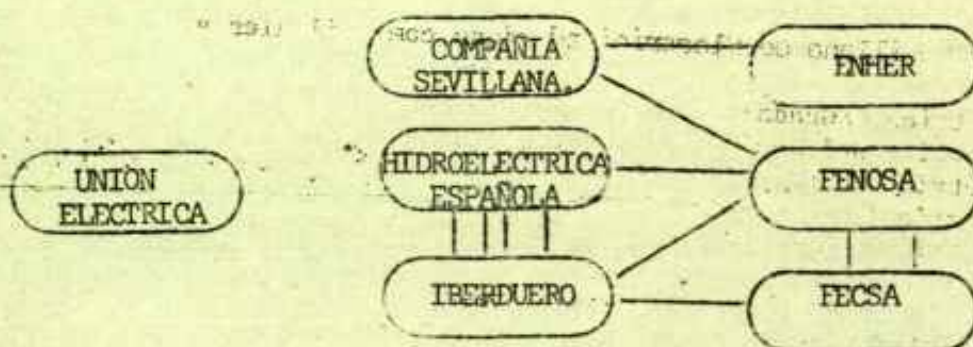 COMPAÑIA
SEVILLANA.
ENHER
UNION
ELECTRICA
HIDROELECTRICA
ESPAÑOLA
FENOSA
IBERDUERO
FECSA